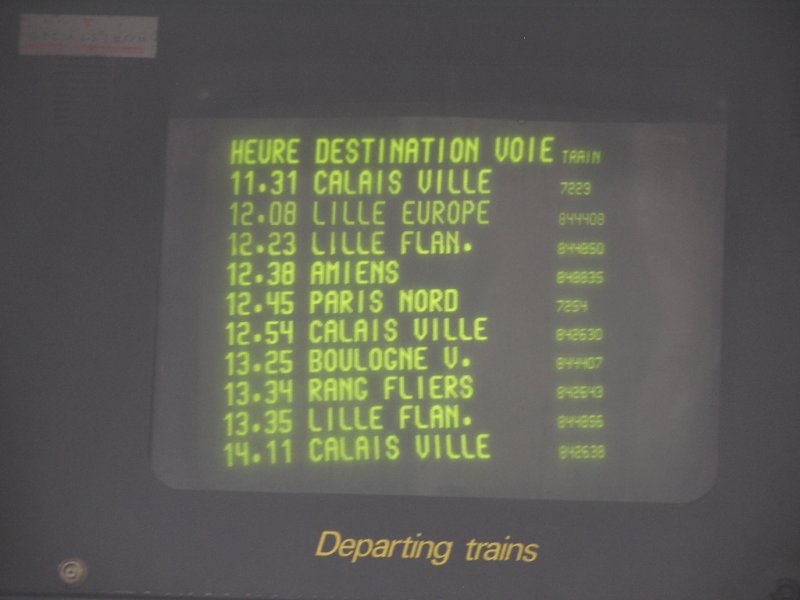 HEURE DESTINATION VOIE TRAIN
11.31 CALAIS VILLE 7229
12.08 LILLE EUROPE 844408
12.23 LILLE FLAN. 844850
12.38 AMIENS 848835
12.45 PARIS NORD 7254
12.54 CALAIS VILLE 842630
13.25 BOULOGNE V. 844407
13.34 RANG FLIERS 842643
13.35 LILLE FLAN. 844856
14.11 CALAIS VILLE 842638
Departing trains